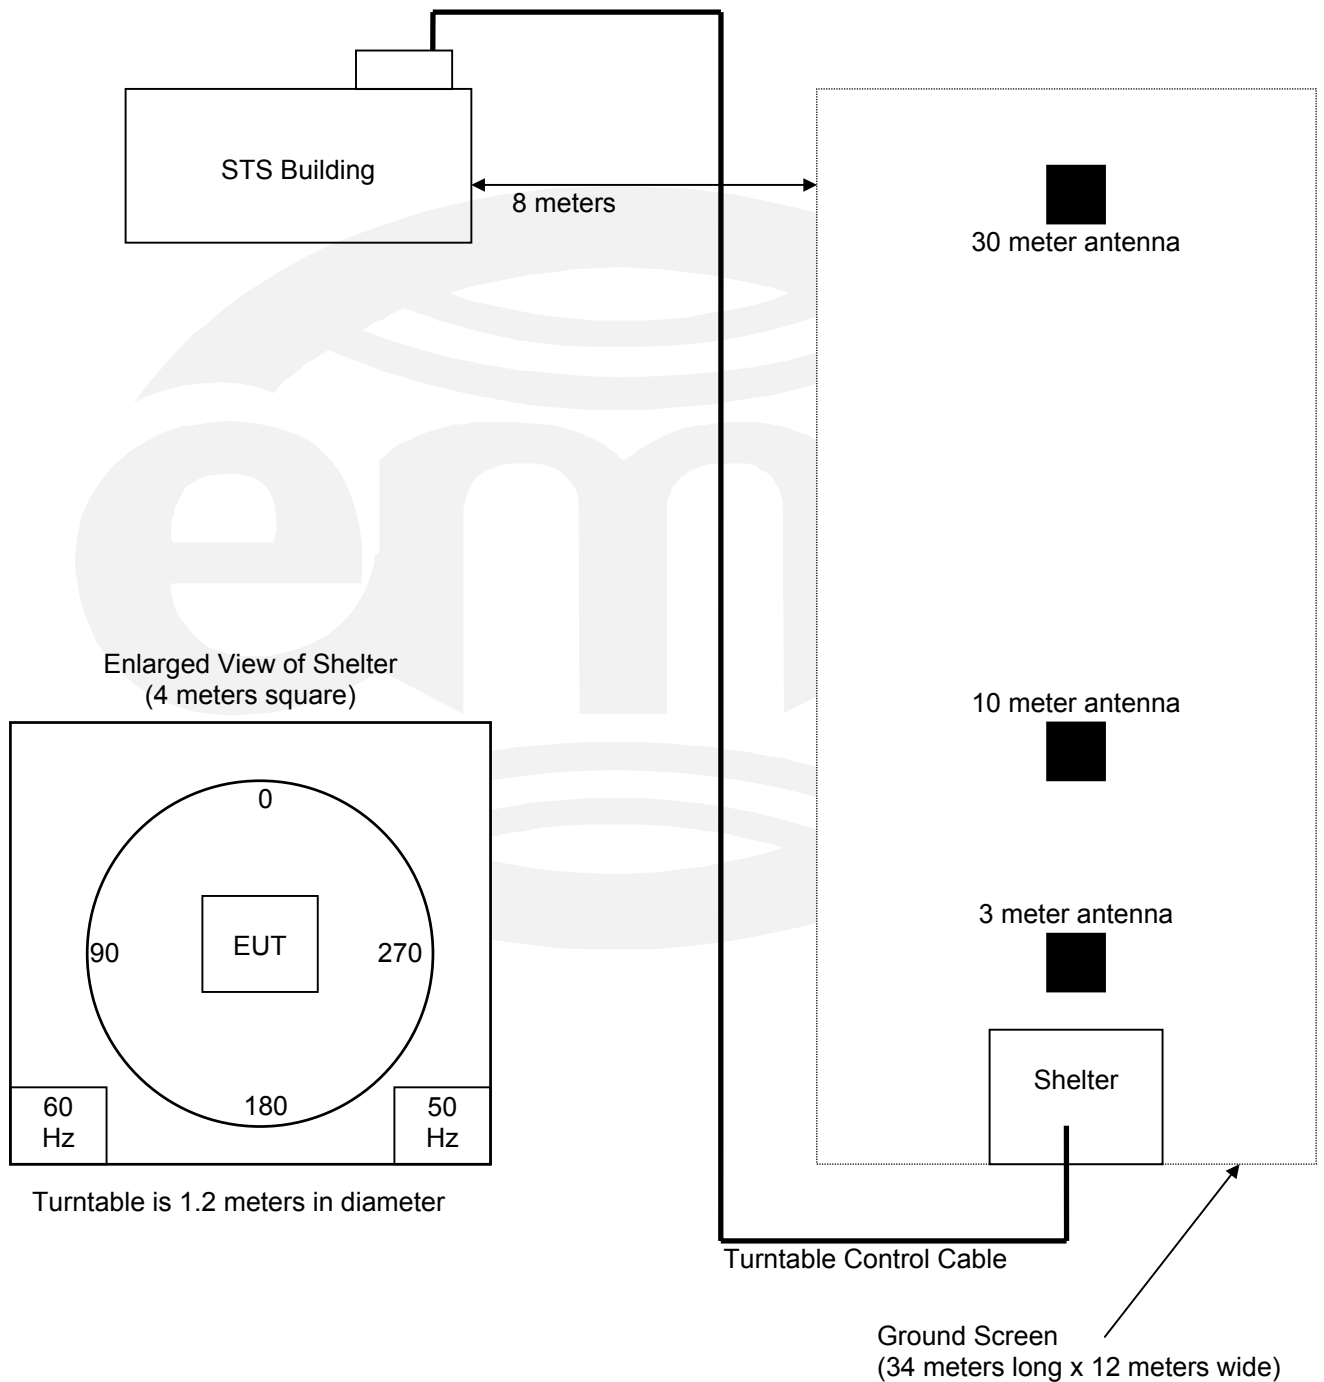 STS Building
8 meters
30 meter antenna
Enlarged View of Shelter
(4 meters square)
10 meter antenna
0
3 meter antenna
90
EUT
270
Shelter
60
Hz
180
50
Hz
Turntable is 1.2 meters in diameter
Turntable Control Cable
Ground Screen
(34 meters long x 12 meters wide)
em